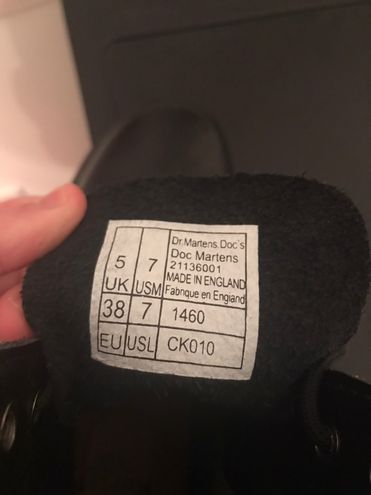 5 UK
7 USM
Dr.Martens.Doc's
Doc Martens
21136001
MADE IN ENGLAND
Fabrique en England
38 EU
7 USL
1460
CK010